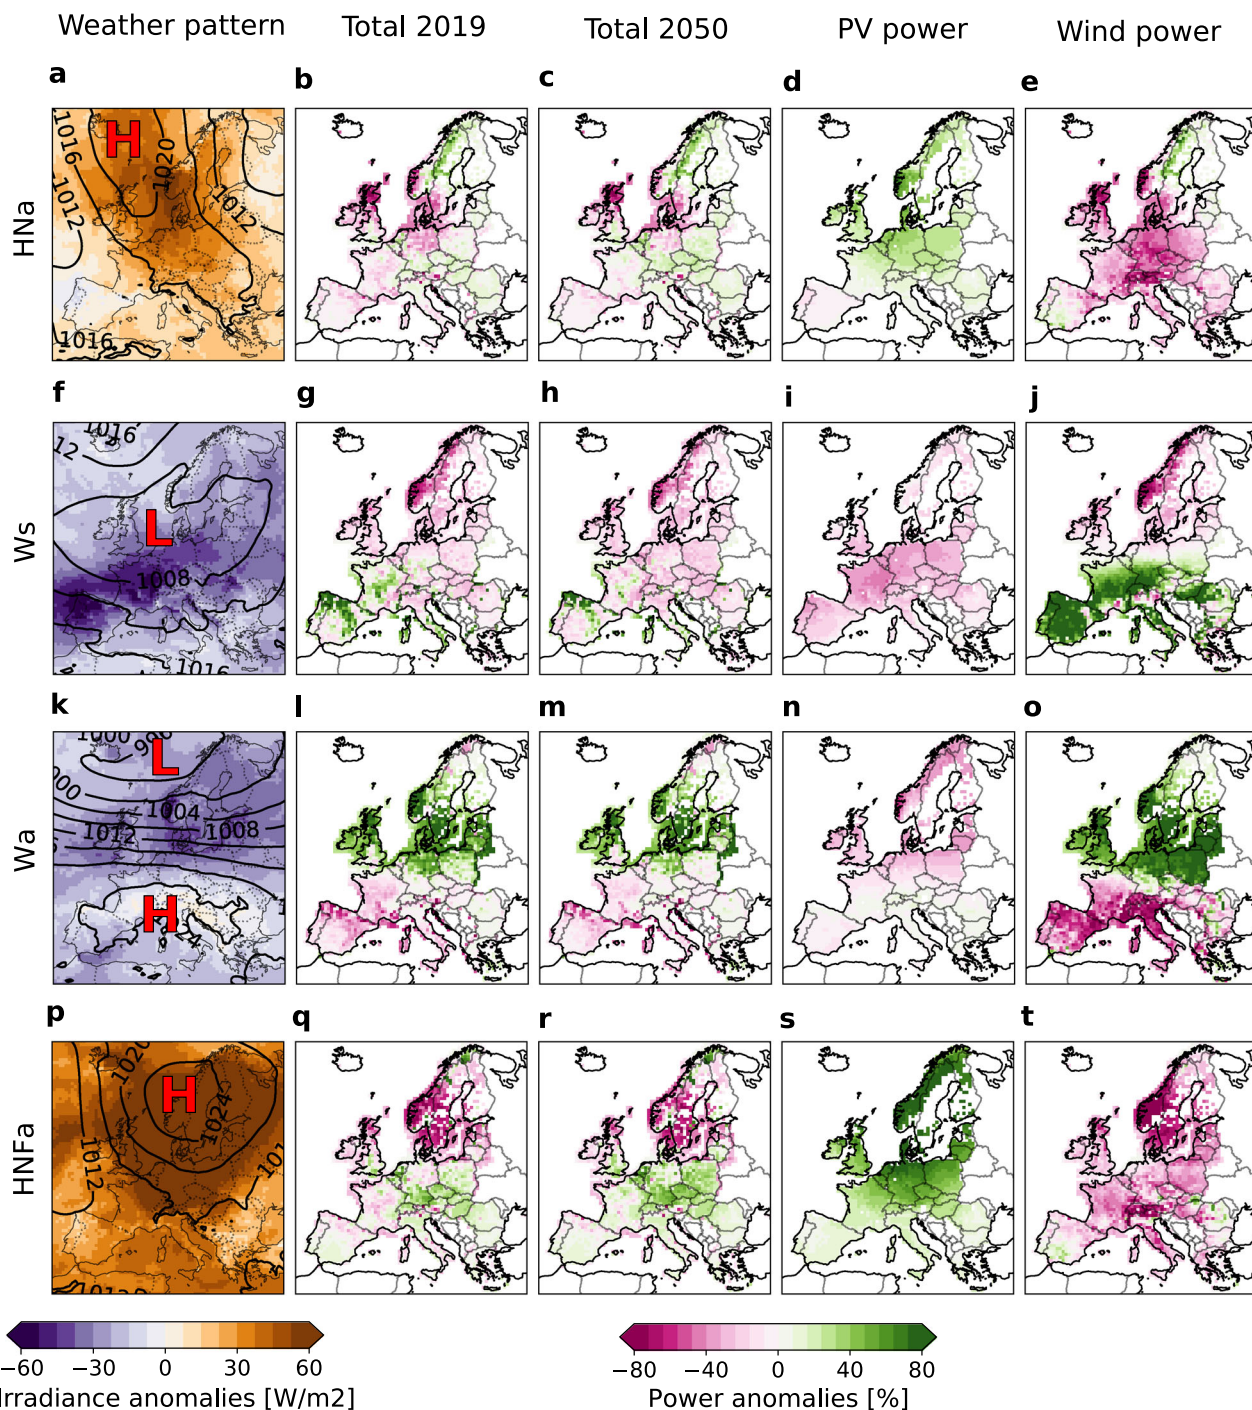 Weather pattern Total 2019 Total 2050 PV power Wind power
a b c d e
HNa
1016 H 1020 1012 1012 1016
f g h i j
Ws
1016 12 L 1008 1016
k l m n o
Wa
1000 L 1004 1012 1008 H
p q r s t
HNFa
1020 H 1024 1012
−60 −30 0 30 60
Irradiance anomalies [W/m2]
−80 −40 0 40 80
Power anomalies [%]